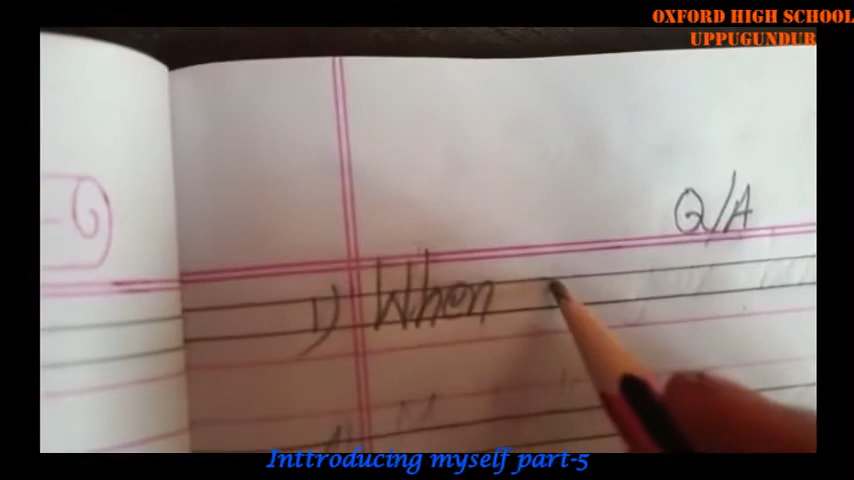 OXFORD HIGH SCHOOL
UPPUGUNDUR
Q/A
1) When
Inttroducing myself part-5